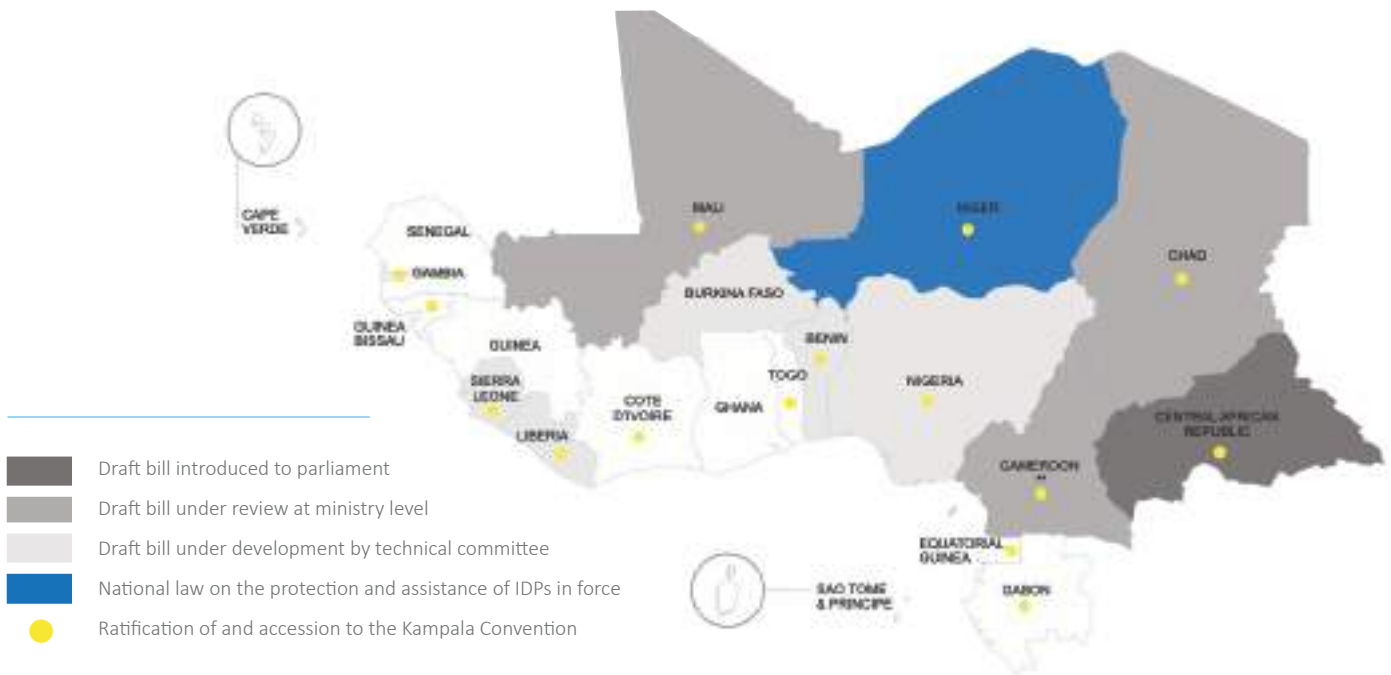 MALI
NIGER
CAPE
VERDE
SENEGAL
CHAD
GAMBIA
BURKINA FASO
GUINEA
BISSAU
GUINEA
BENIN
TOGO
NIGERIA
SIERRA
LEONE
COTE
D'IVOIRE
GHANA
CENTRAL AFRICAN
REPUBLIC
LIBERIA
CAMEROON
EQUATORIAL
GUINEA
SAO TOME
& PRINCIPE
GABON
Draft bill introduced to parliament
Draft bill under review at ministry level
Draft bill under development by technical committee
National law on the protection and assistance of IDPs in force
Ratification of and accession to the Kampala Convention